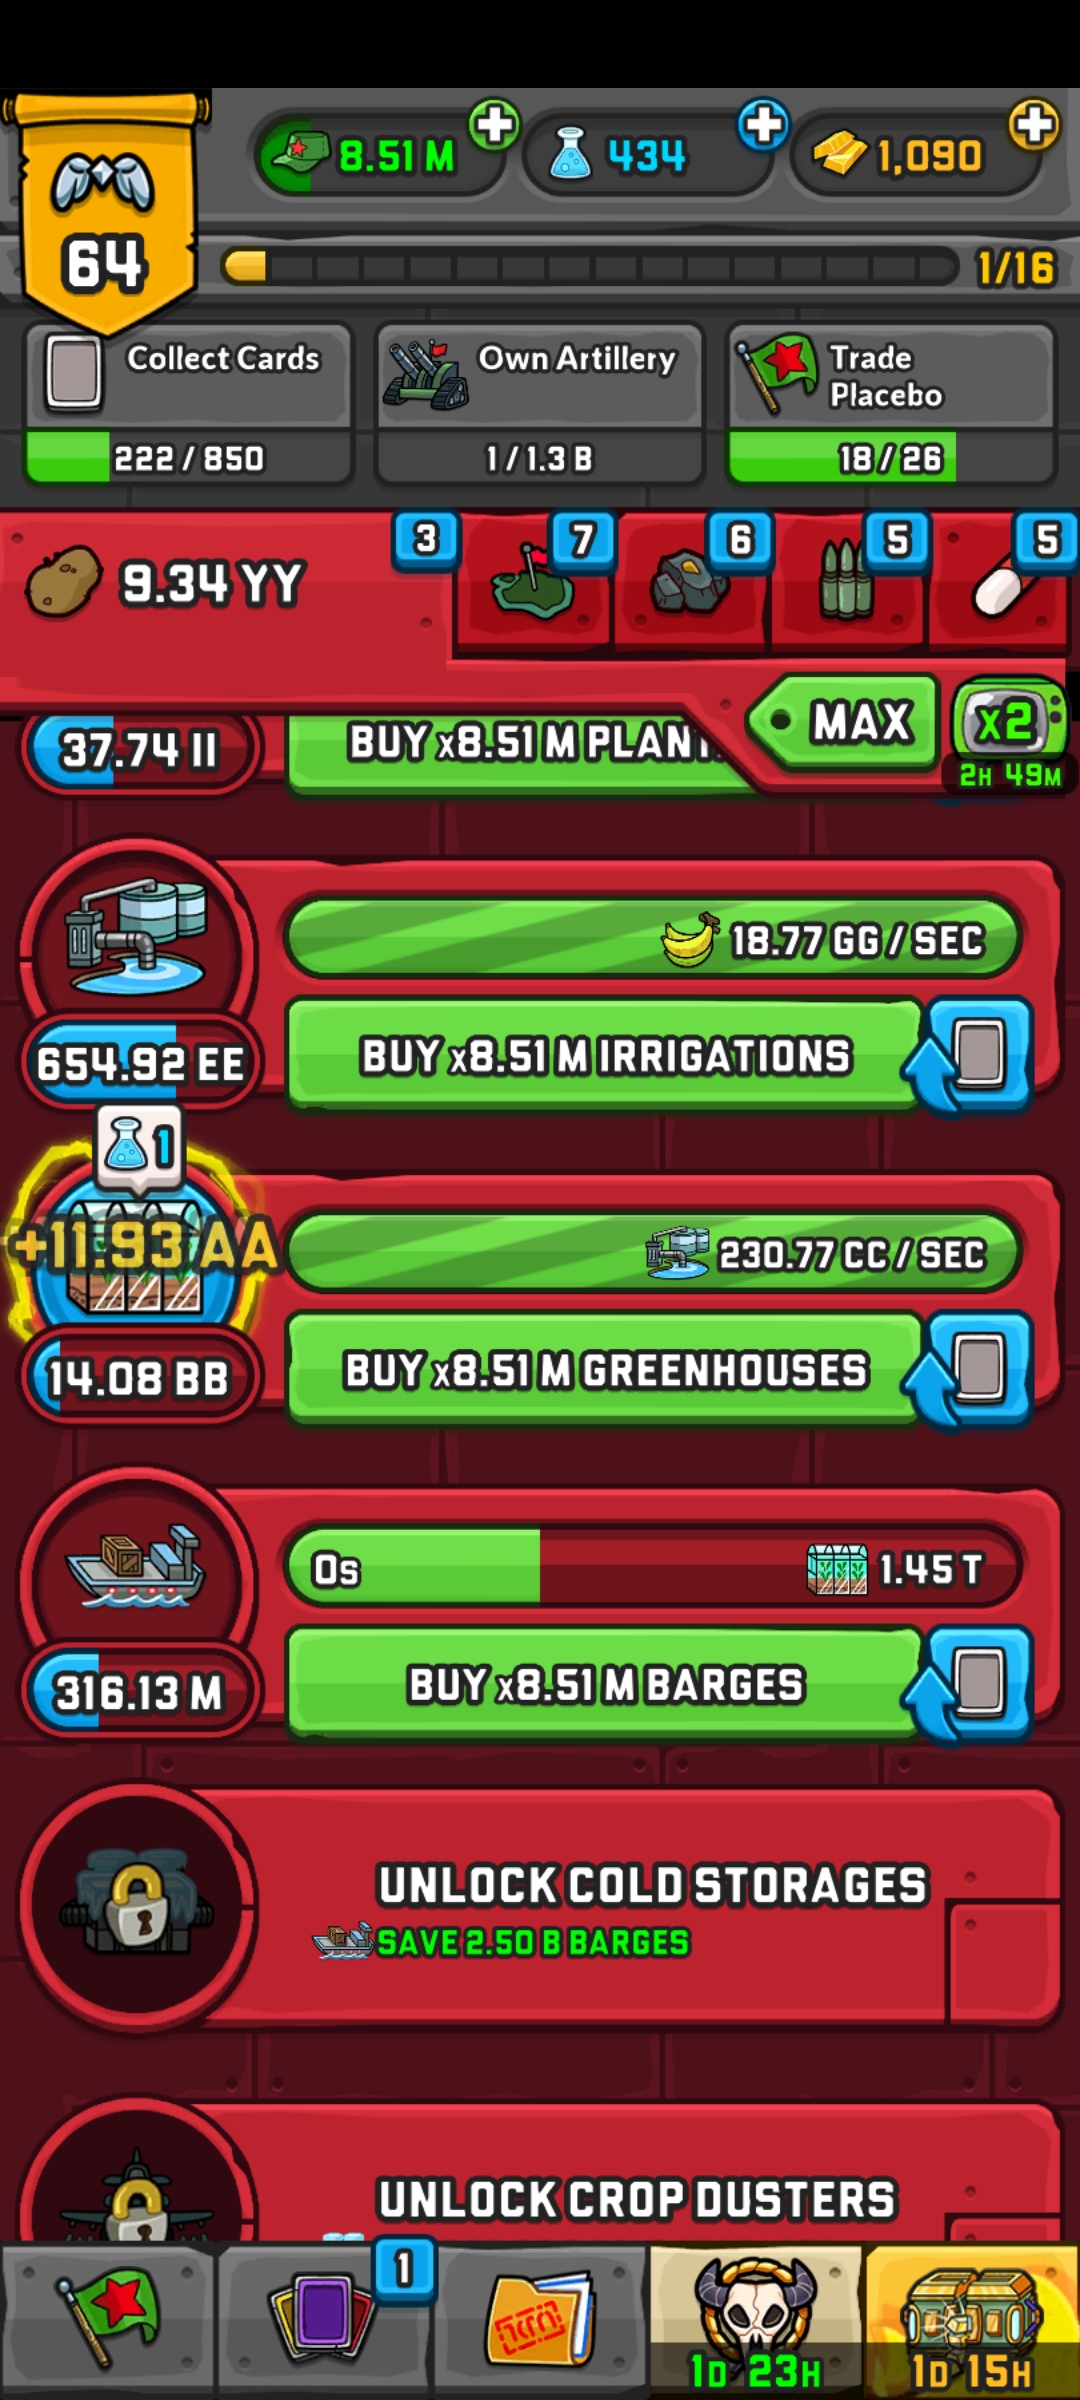 8.51 M
434
1,090
64
1/16
Collect Cards
222 / 850
Own Artillery
1 / 1.3 B
Trade
Placebo
18 / 26
9.34 YY
3
7
6
5
5
MAX
x2
2H 49M
37.74 II
BUY x8.51 M PLANT
18.77 GG / SEC
654.92 EE
BUY x8.51 M IRRIGATIONS
1
+11.93 AA
230.77 CC / SEC
14.08 BB
BUY x8.51 M GREENHOUSES
0s
1.45 T
316.13 M
BUY x8.51 M BARGES
UNLOCK COLD STORAGES
SAVE 2.50 B BARGES
UNLOCK CROP DUSTERS
1
1D 23H
1D 15H